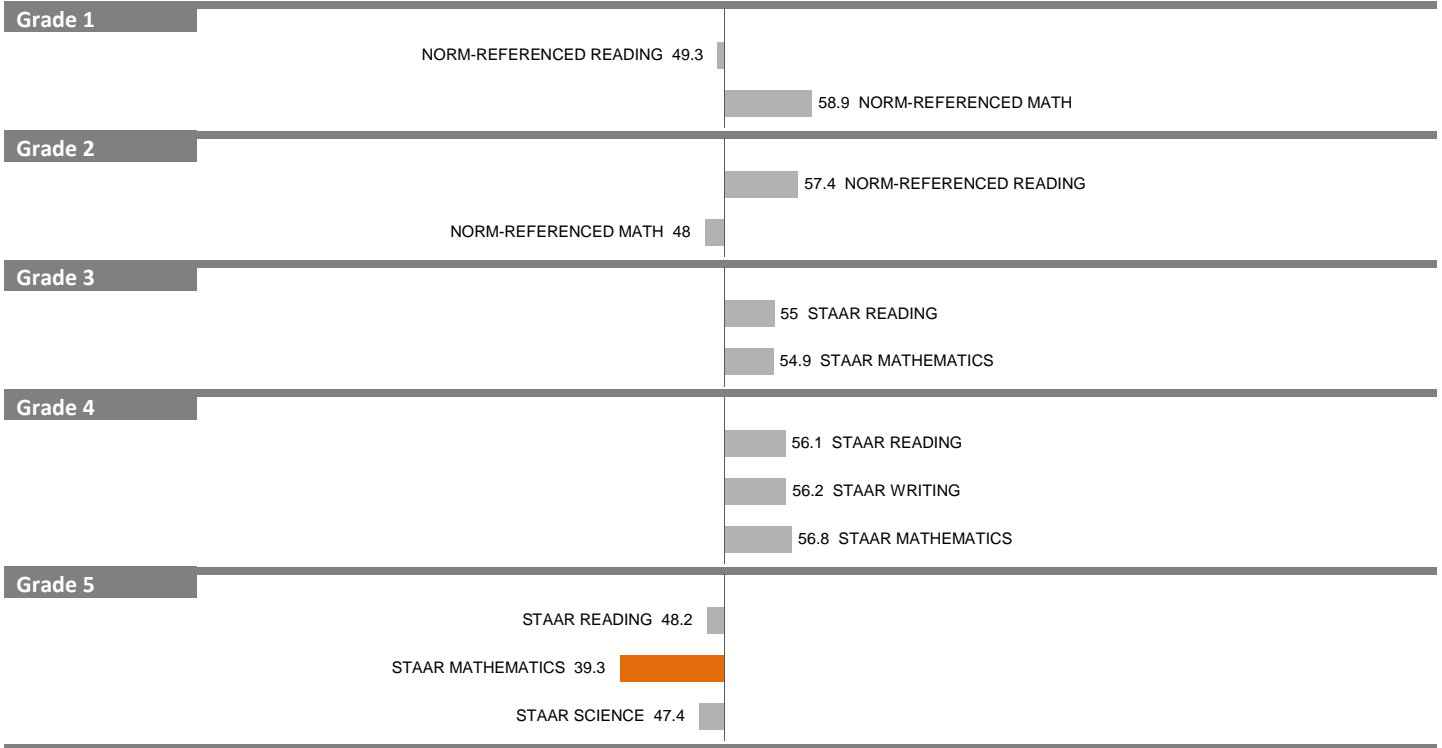 Grade 1
NORM-REFERENCED READING 49.3
58.9 NORM-REFERENCED MATH
Grade 2
57.4 NORM-REFERENCED READING
NORM-REFERENCED MATH 48
Grade 3
55 STAAR READING
54.9 STAAR MATHEMATICS
Grade 4
56.1 STAAR READING
56.2 STAAR WRITING
56.8 STAAR MATHEMATICS
Grade 5
STAAR READING 48.2
STAAR MATHEMATICS 39.3
STAAR SCIENCE 47.4